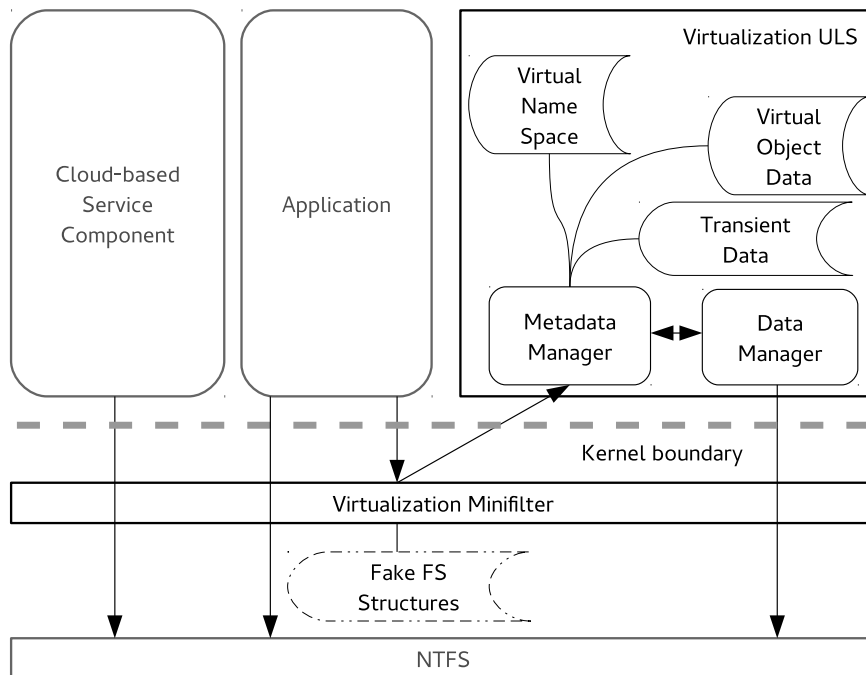 Virtualization ULS
Virtual
Name
Space
Virtual
Object
Data
Cloud-based
Service
Component
Application
Transient
Data
Metadata
Manager
Data
Manager
Kernel boundary
Virtualization Minifilter
Fake FS
Structures
NTFS